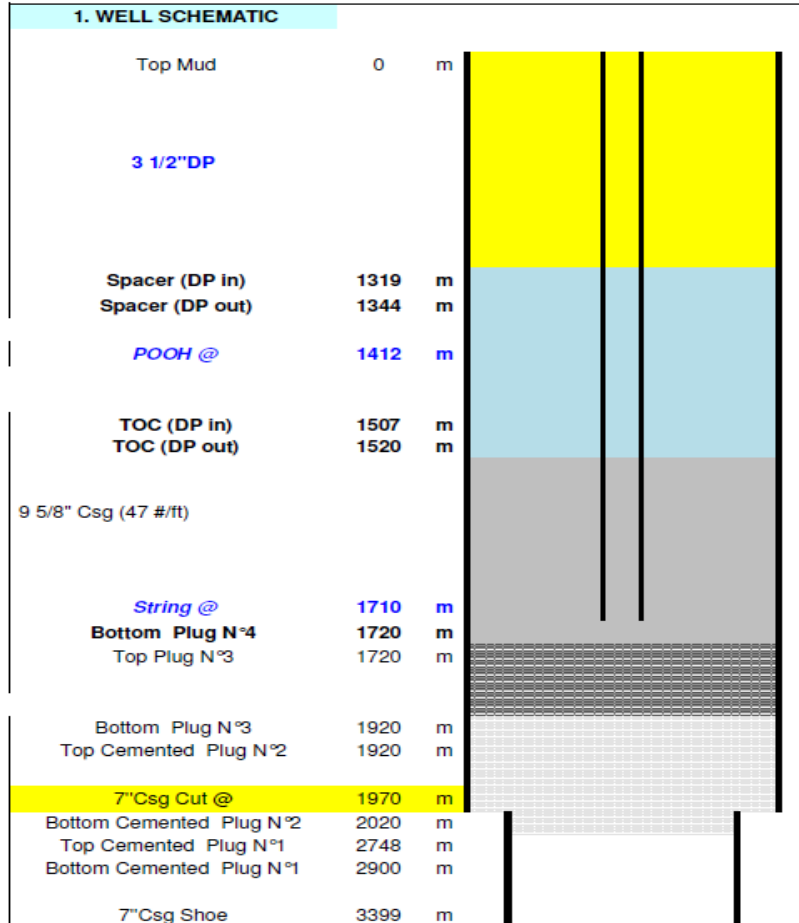 1. WELL SCHEMATIC
Top Mud 0 m
3 1/2"DP
Spacer (DP in) 1319 m
Spacer (DP out) 1344 m
POOH @ 1412 m
TOC (DP in) 1507 m
TOC (DP out) 1520 m
9 5/8" Csg (47 #/ft)
String @ 1710 m
Bottom Plug N°4 1720 m
Top Plug N°3 1720 m
Bottom Plug N°3 1920 m
Top Cemented Plug N°2 1920 m
7"Csg Cut @ 1970 m
Bottom Cemented Plug N°2 2020 m
Top Cemented Plug N°1 2748 m
Bottom Cemented Plug N°1 2900 m
7"Csg Shoe 3399 m